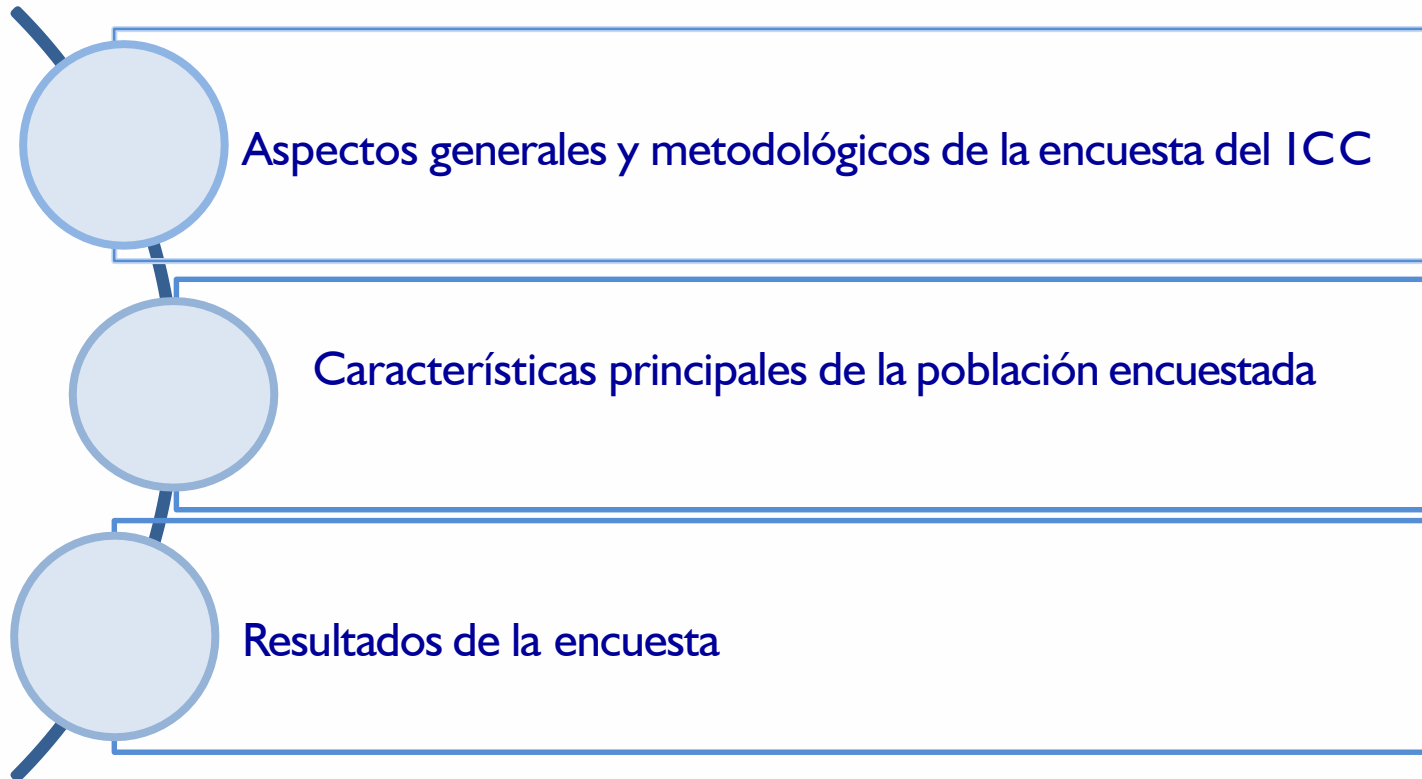 Aspectos generales y metodológicos de la encuesta del ICC
Características principales de la población encuestada
Resultados de la encuesta